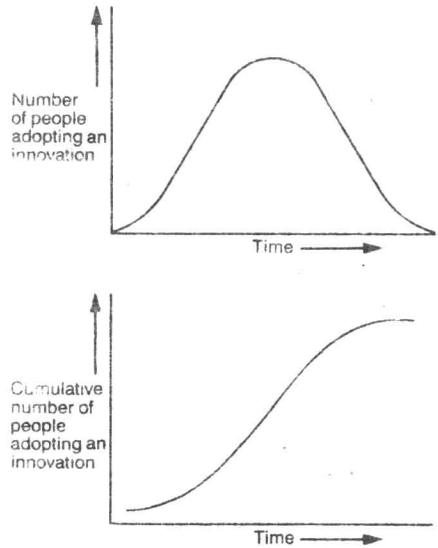 Number
of people
adopting an
innovation
Time
Cumulative
number of
people
adopting an
innovation
Time